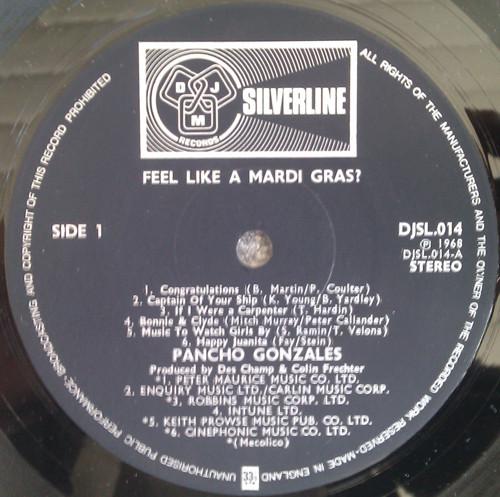 D J M
RECORDS
SILVERLINE
FEEL LIKE A MARDI GRAS?
SIDE 1
DJSL.014
℗ 1968
DJSL.014-A
STEREO
1. Congratulations (B. Martin/P. Coulter)
2. Captain Of Your Ship (K. Young/B. Yardley)
3. If I Were a Carpenter (T. Hardin)
4. Bonnie & Clyde (Mitch Murray/Peter Callander)
5. Music To Watch Girls By (S. Ramin/T. Valona)
6. Happy Juanita (Fay/Stein)
PANCHO GONZALES
Produced by Des Champ & Colin Frechter
*1. PETER MAURICE MUSIC CO. LTD.
2. ENQUIRY MUSIC LTD./CARLIN MUSIC CORP.
*3. ROBBINS MUSIC CORP. LTD.
4. INTUNE LTD.
*5. KEITH PROWSE MUSIC PUB. CO. LTD.
*6. CINEPHONIC MUSIC CO. LTD.
*(Mecolico)
ALL RIGHTS OF THE MANUFACTURERS AND THE OWNER OF THE RECORDED WORK RESERVED-MADE IN ENGLAND
33⅓
UNAUTHORISED PUBLIC PERFORMANCE, BROADCASTING AND COPYRIGHT OF THIS RECORD PROHIBITED